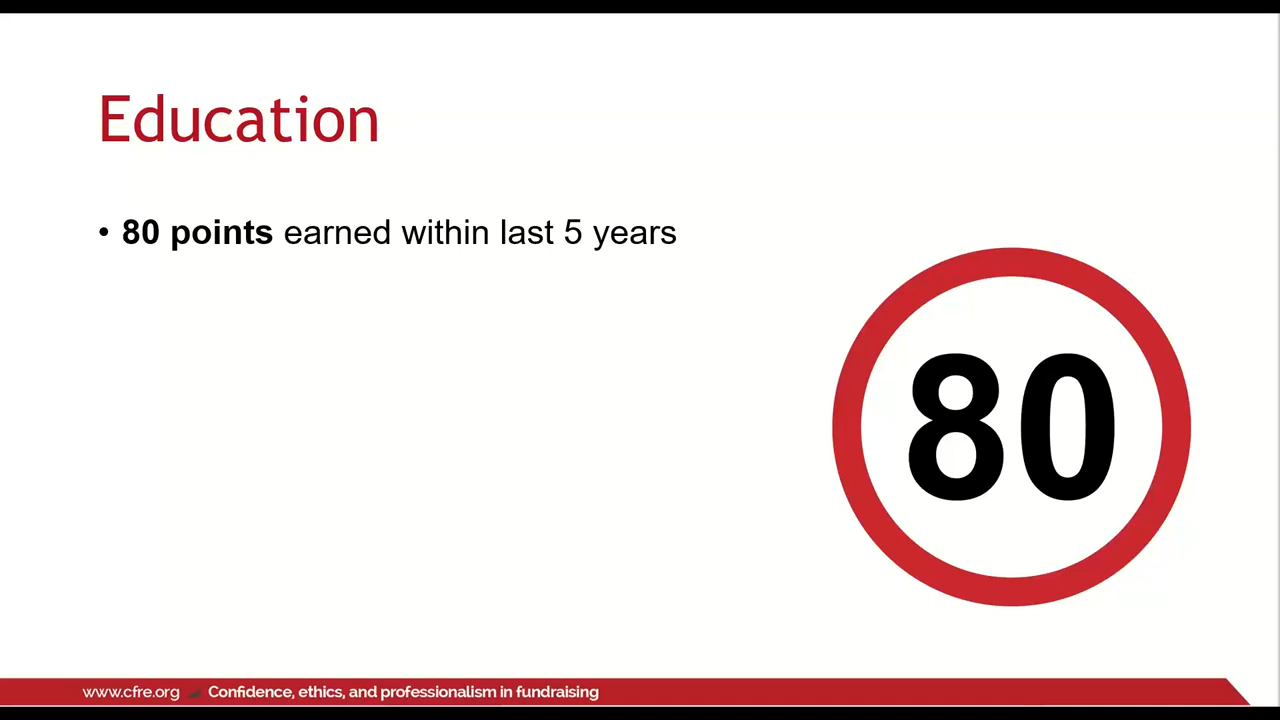 Education
• 80 points earned within last 5 years
80
www.cfre.org Confidence, ethics, and professionalism in fundraising